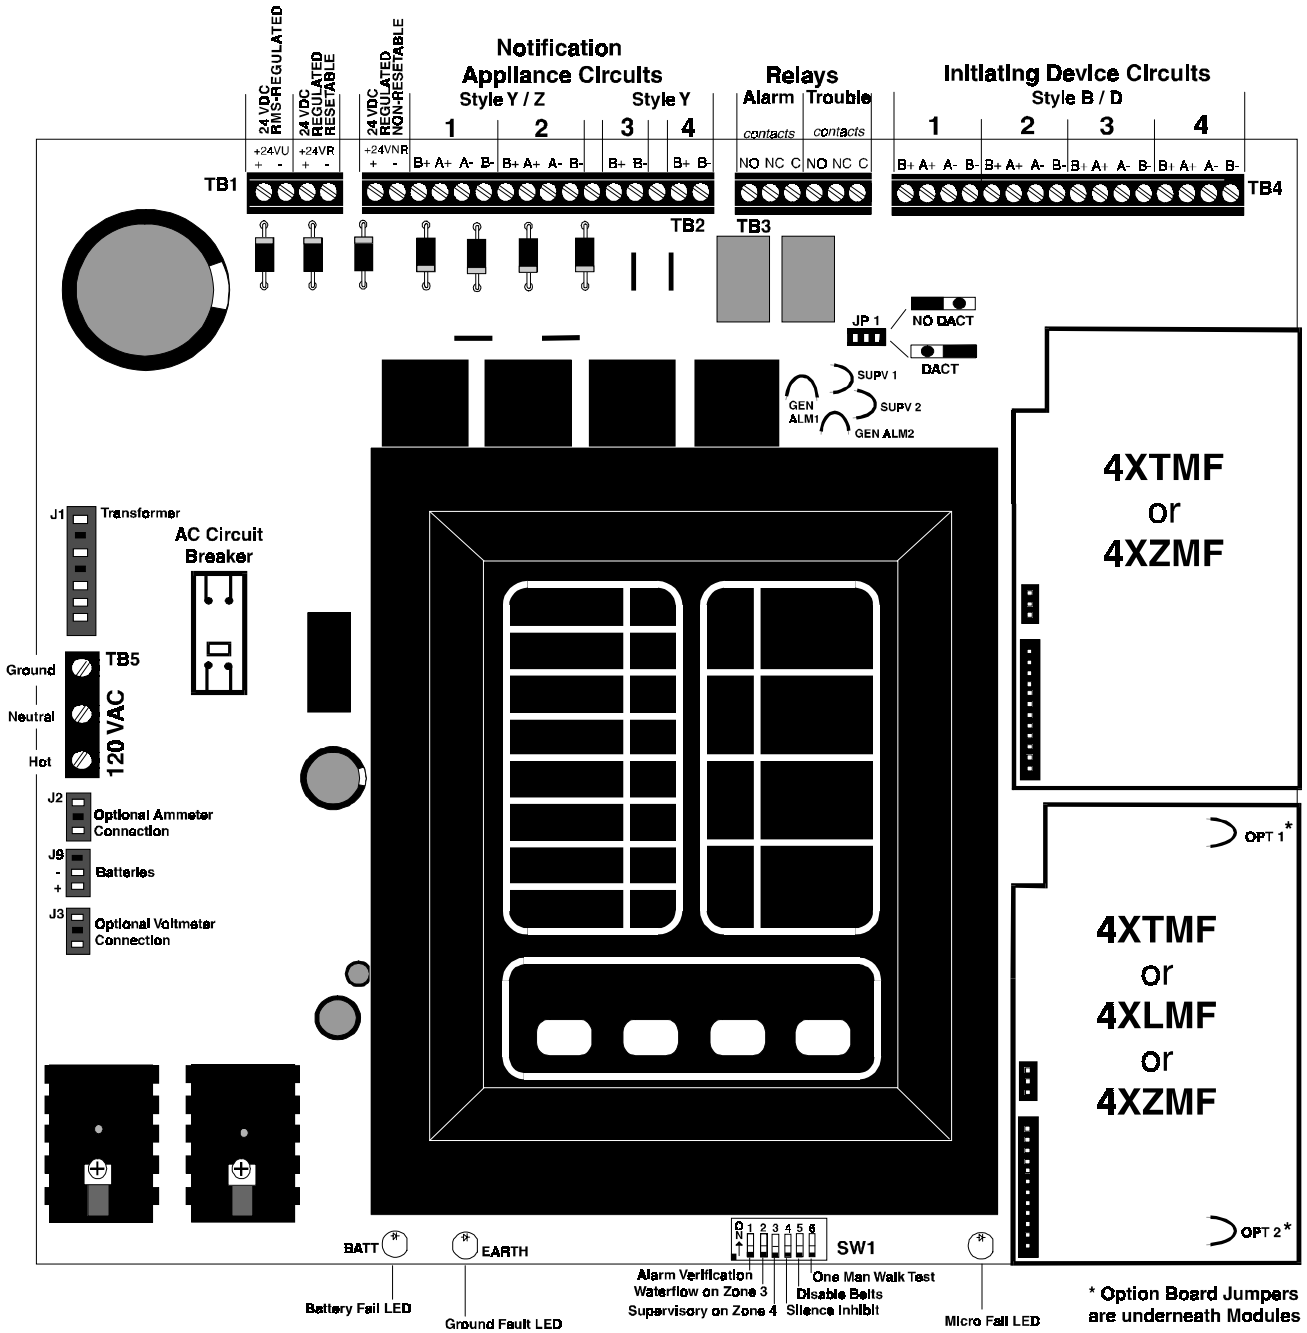 24 VDC
RMS-REGULATED
24 VDC
REGULATED
RESETABLE
24 VDC
REGULATED
NON-RESETABLE
Notification
Appliance Circuits
Style Y / Z
Style Y
1 2 3 4
Relays
Alarm Trouble
contacts contacts
Initiating Device Circuits
Style B / D
1 2 3 4
+24VU +24VR +24VNR
+ - + - + -
B+ A+ A- B- B+ A+ A- B- B+ B- B+ B-
NO NC C NO NC C
B+ A+ A- B- B+ A+ A- B- B+ A+ A- B- B+ A+ A- B-
TB1
TB2
TB3
TB4
JP 1
NO DACT
DACT
SUPV 1
GEN
ALM1
SUPV 2
GEN ALM2
4XTMF
or
4XZMF
J1 Transformer
AC Circuit
Breaker
TB5
Ground
Neutral
Hot
120 VAC
J2
Optional Ammeter
Connection
J9
-
+
Batteries
J3
Optional Voltmeter
Connection
OPT 1 *
4XTMF
or
4XLMF
or
4XZMF
OPT 2 *
BATT
EARTH
ON
1 2 3 4 5 6
SW1
Alarm Verification
Waterflow on Zone 3
Supervisory on Zone 4
One Man Walk Test
Disable Belts
Silence Inhibit
Battery Fail LED
Ground Fault LED
Micro Fail LED
* Option Board Jumpers
are underneath Modules